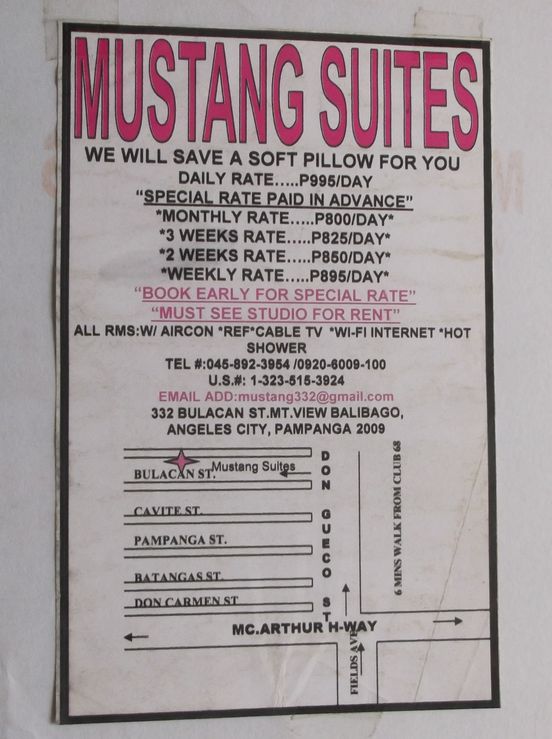 MUSTANG SUITES
WE WILL SAVE A SOFT PILLOW FOR YOU
DAILY RATE.....P995/DAY
“SPECIAL RATE PAID IN ADVANCE”
*MONTHLY RATE.....P800/DAY*
*3 WEEKS RATE.....P825/DAY*
*2 WEEKS RATE.....P850/DAY*
*WEEKLY RATE.....P895/DAY*
“BOOK EARLY FOR SPECIAL RATE”
“MUST SEE STUDIO FOR RENT”
ALL RMS:W/ AIRCON *REF*CABLE TV *WI-FI INTERNET *HOT
SHOWER
TEL #:045-892-3954 /0920-6009-100
U.S.#: 1-323-515-3924
EMAIL ADD:mustang332@gmail.com
332 BULACAN ST.MT.VIEW BALIBAGO,
ANGELES CITY, PAMPANGA 2009
Mustang Suites
BULACAN ST.
CAVITE ST.
PAMPANGA ST.
BATANGAS ST.
DON CARMEN ST
DON GUECO ST
6 MINS WALK FROM CLUB 68
MC.ARTHUR H-WAY
FIELDS AVE